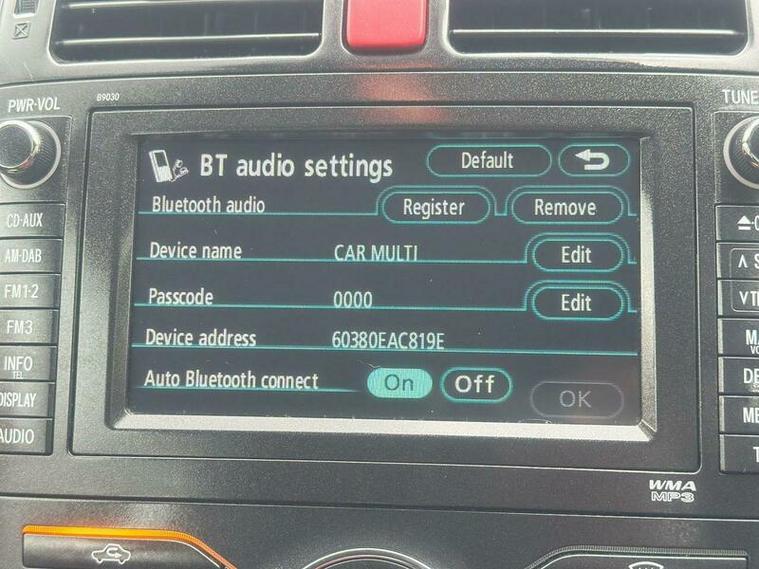 PWR·VOL
B9030
TUNE
BT audio settings
Default
Bluetooth audio
Register
Remove
CD·AUX
Device name
CAR MULTI
Edit
AM·DAB
FM1·2
Passcode
0000
Edit
FM3
Device address
60380EAC819E
INFO
TEL
Auto Bluetooth connect
On
Off
OK
DISPLAY
AUDIO
WMA
MP3